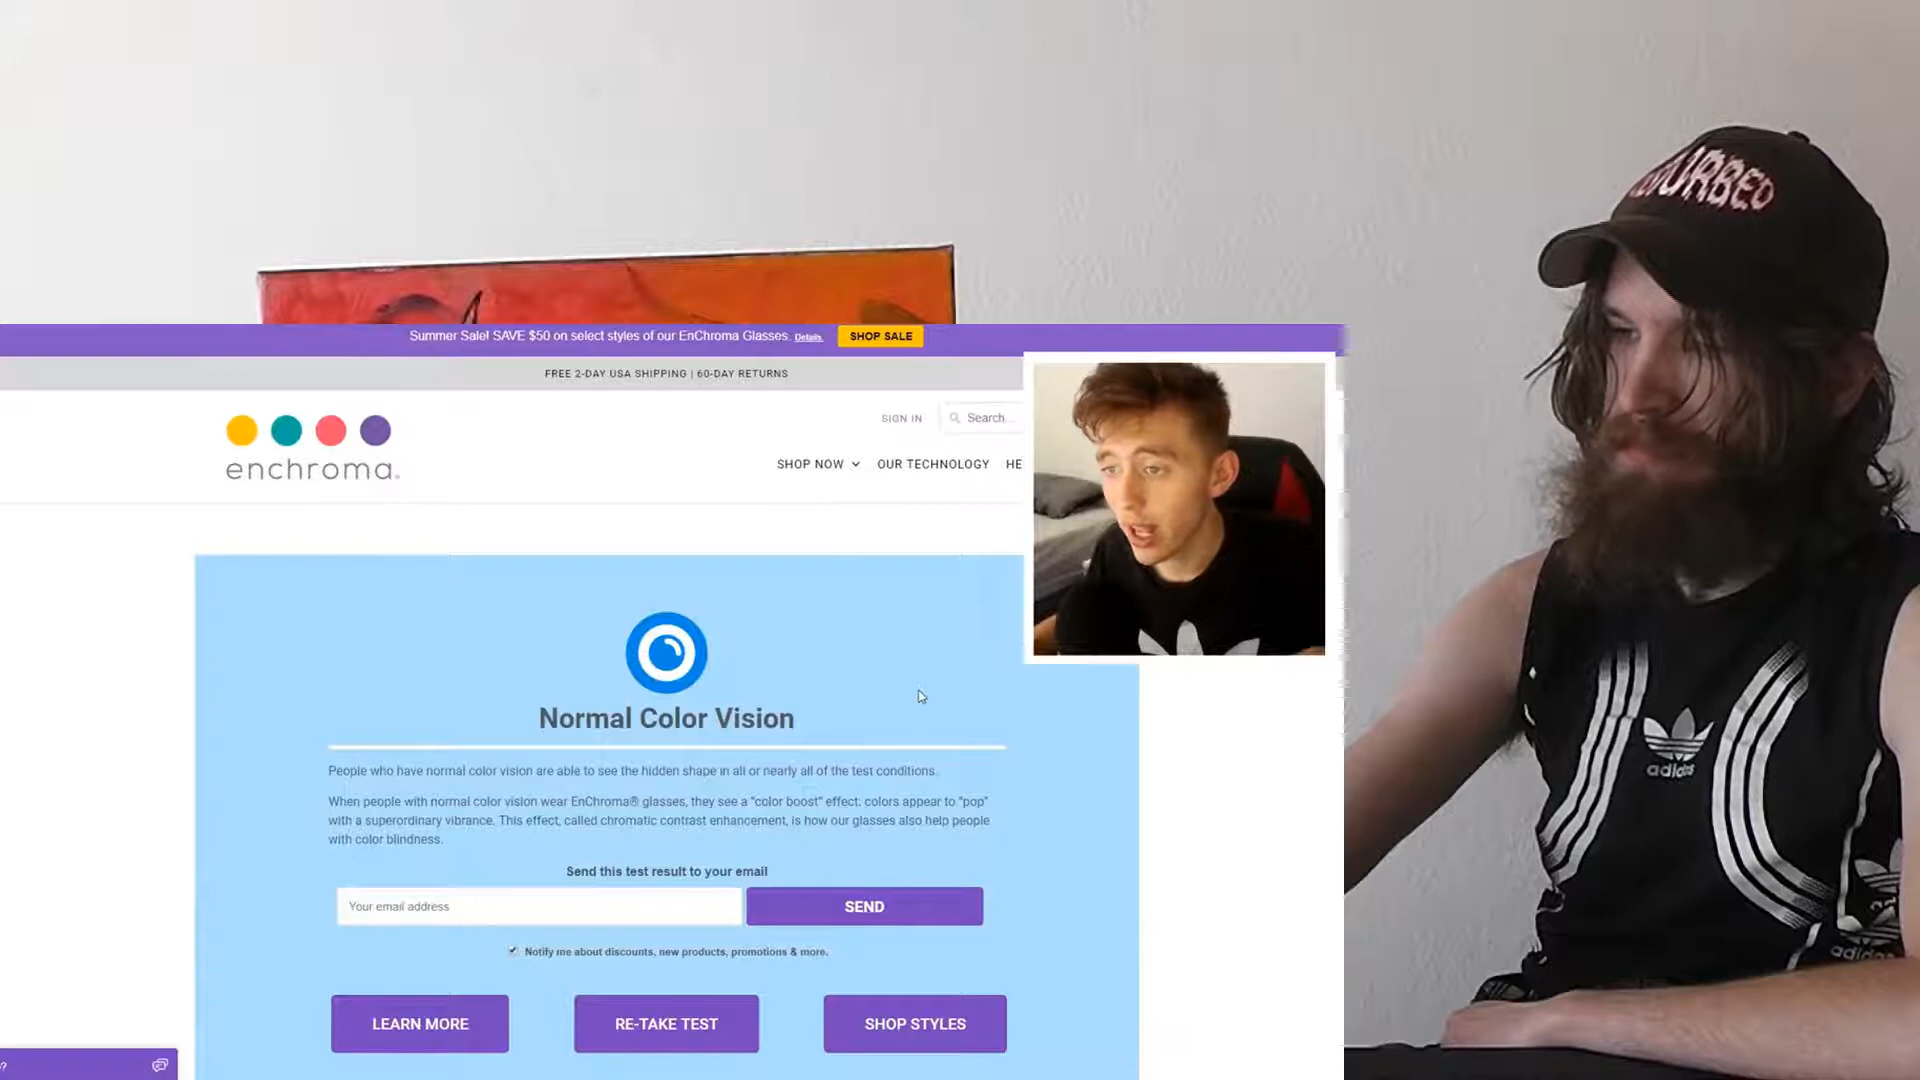 Summer Sale! SAVE $50 on select styles of our EnChroma Glasses. Details. SHOP SALE
FREE 2-DAY USA SHIPPING | 60-DAY RETURNS
SIGN IN Search...
enchroma.
SHOP NOW OUR TECHNOLOGY HE
Normal Color Vision
People who have normal color vision are able to see the hidden shape in all or nearly all of the test conditions.
When people with normal color vision wear EnChroma® glasses, they see a "color boost" effect: colors appear to "pop"
with a superordinary vibrance. This effect, called chromatic contrast enhancement, is how our glasses also help people
with color blindness.
Send this test result to your email
Your email address SEND
Notify me about discounts, new products, promotions & more.
LEARN MORE RE-TAKE TEST SHOP STYLES
?
URBED
adidas
adidas